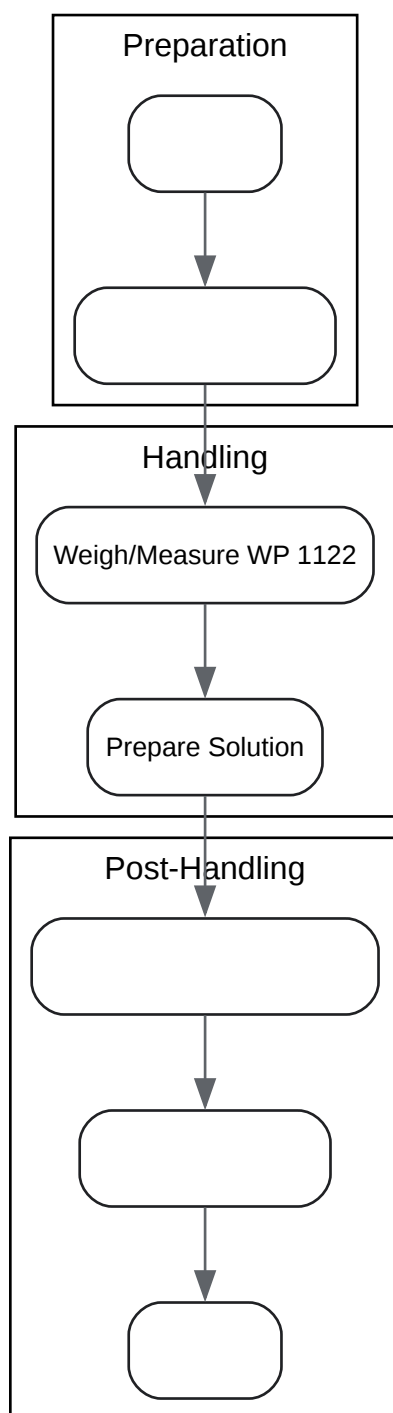 Preparation
Handling
Weigh/Measure WP 1122
Prepare Solution
Post-Handling